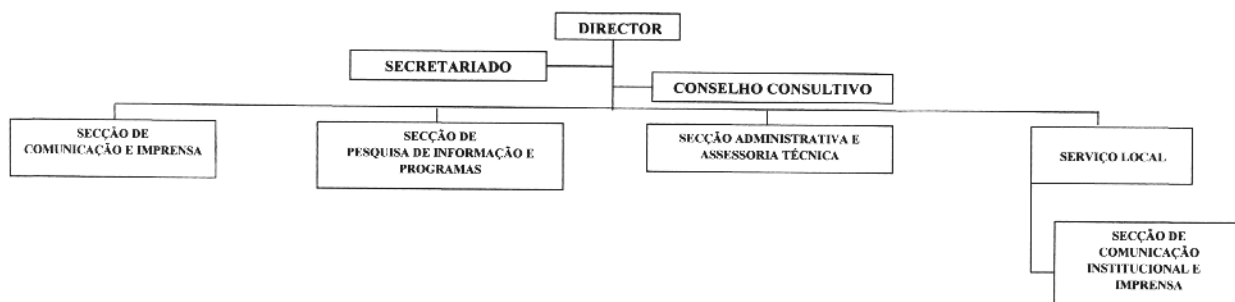 DIRECTOR
SECRETARIADO
CONSELHO CONSULTIVO
SECÇÃO DE
COMUNICAÇÃO E IMPRENSA
SECÇÃO DE
PESQUISA DE INFORMAÇÃO E
PROGRAMAS
SECÇÃO ADMINISTRATIVA E
ASSESSORIA TÉCNICA
SERVIÇO LOCAL
SECÇÃO DE
COMUNICAÇÃO
INSTITUCIONAL E
IMPRENSA